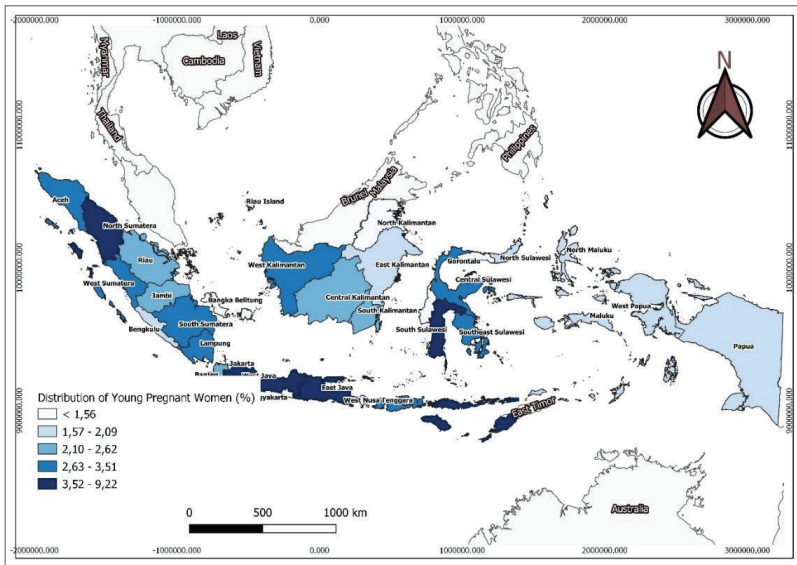 -2000000.000 -1000000.000 0.000 1000000.000 2000000.000 3000000.000
Laos
Myanmar
Cambodia
Vietnam
N
11000000.000
11000000.000
Thailand
Philippines
Brunei
Malaysia
Aceh
Riau Island
North Sumatera
North Kalimantan
North Maluku
Riau
West Kalimantan
East Kalimantan
Gorontalo
North Sulawesi
10000000.000
10000000.000
West Sumatera
Central Sulawesi
Jambi
Bangka Belitung
Central Kalimantan
West Papua
South Kalimantan
Maluku
Bengkulu
South Sumatera
South Sulawesi
Southeast Sulawesi
Lampung
Papua
Jakarta
East Java
West Nusa Tenggara
East Timor
9000000.000
9000000.000
Distribution of Young Pregnant Women (%)
< 1,56
1,57 - 2,09
2,10 - 2,62
2,63 - 3,51
3,52 - 9,22
0 500 1000 km
Australia
-2000000.000 -1000000.000 0.000 1000000.000 2000000.000 3000000.000